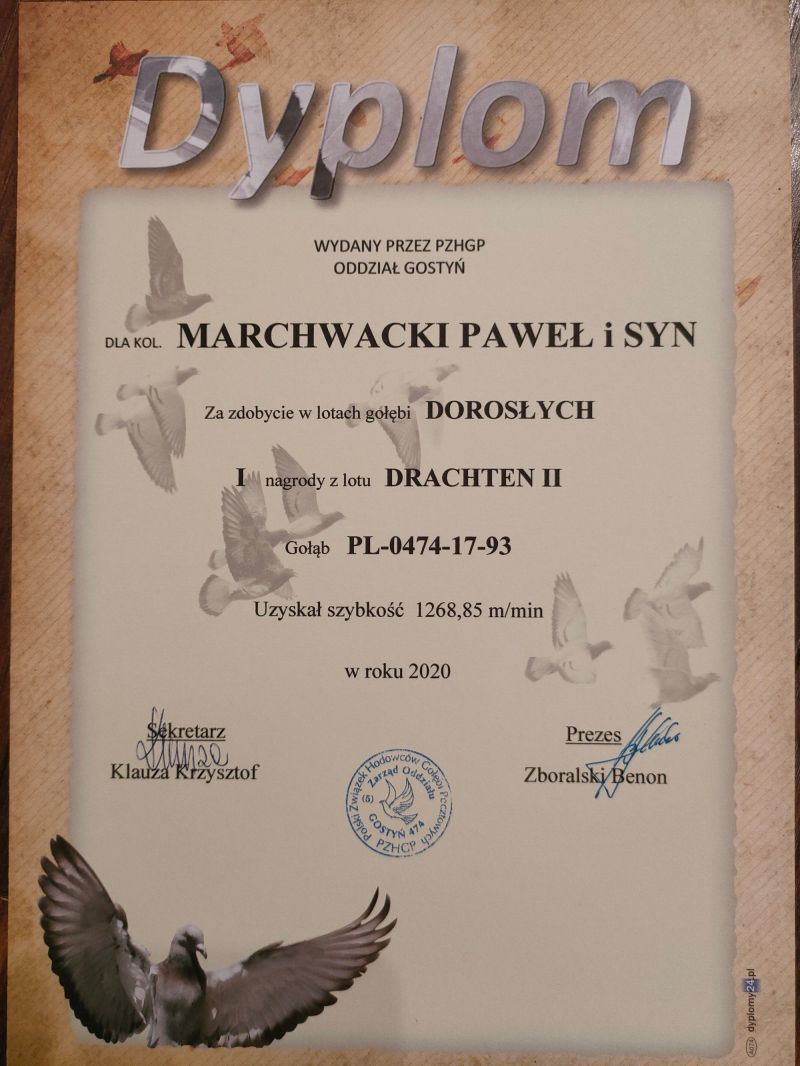 Dyplom
WYDANY PRZEZ PZHGP
ODDZIAŁ GOSTYŃ
DLA KOL. MARCHWACKI PAWEŁ i SYN
Za zdobycie w lotach gołębi DOROSŁYCH
I nagrody z lotu DRACHTEN II
Gołąb PL-0474-17-93
Uzyskał szybkość 1268,85 m/min
w roku 2020
Sekretarz
Klauza Krzysztof
Prezes
Zboralski Benon
Polski Związek Hodowców Gołębi Pocztowych
Zarząd Oddziału
(5)
GOSTYŃ 474
PZHGP
A074 dyplomy24.pl